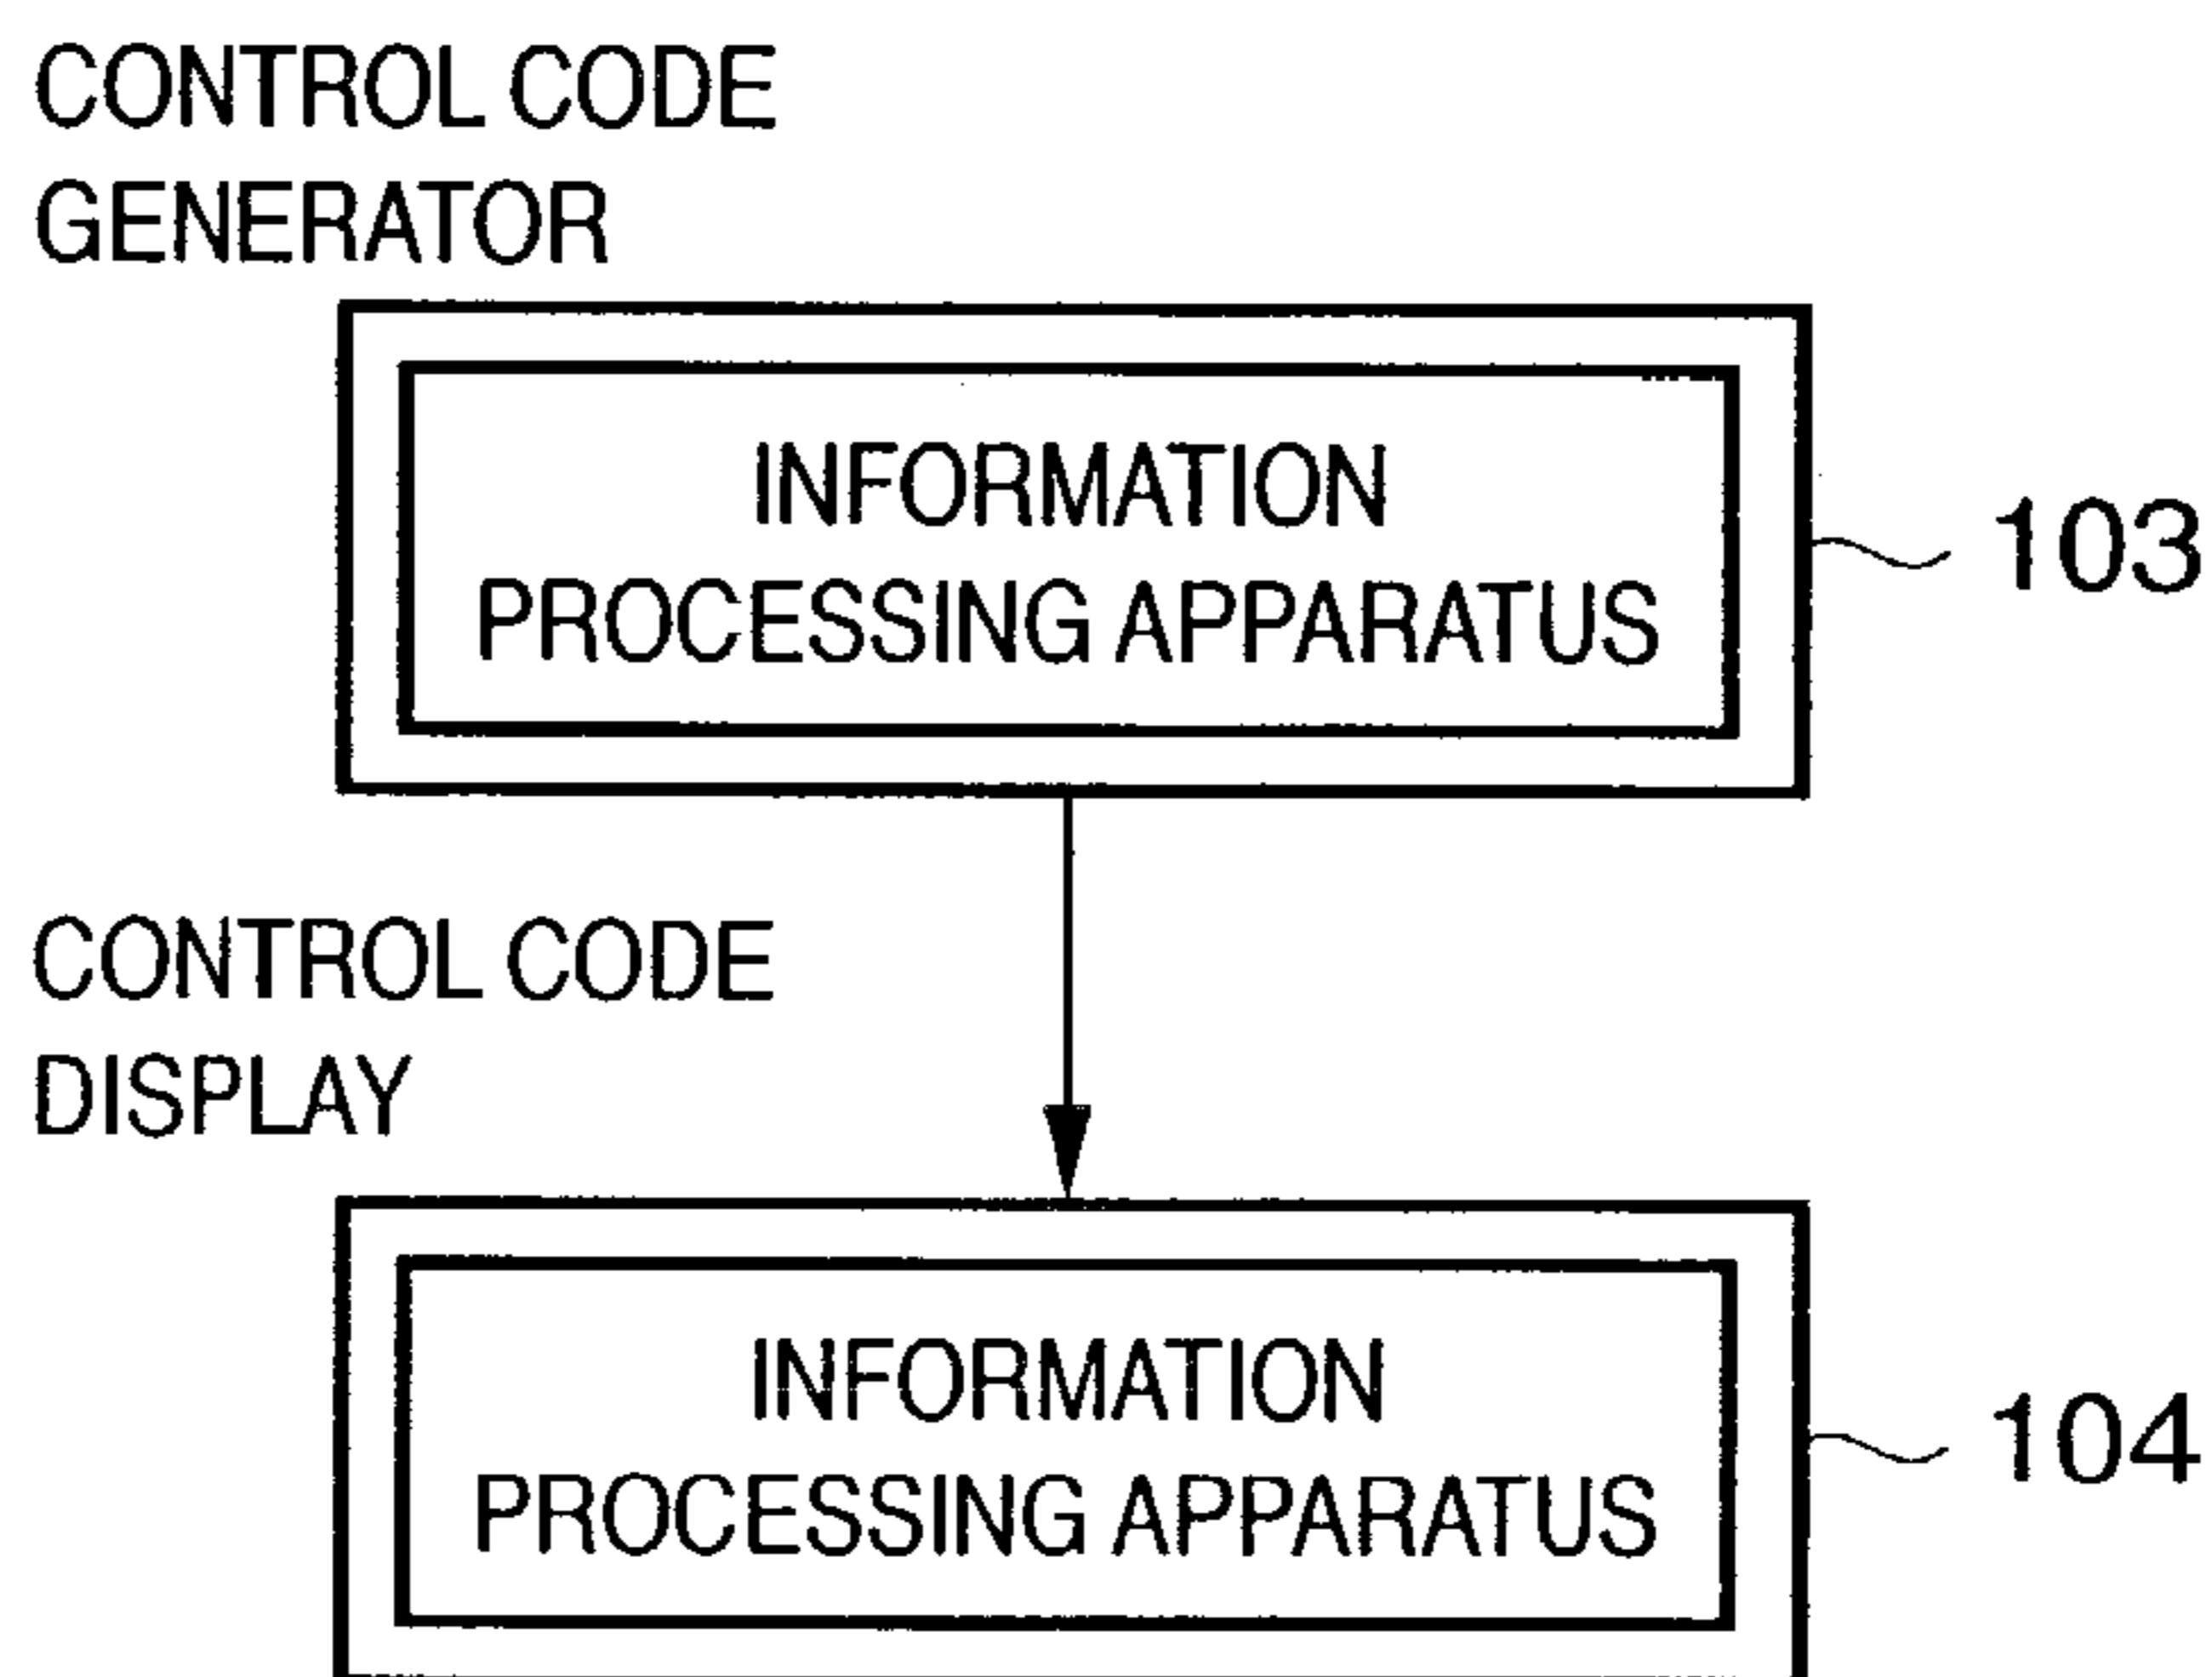 CONTROL CODE
GENERATOR
INFORMATION
PROCESSING APPARATUS
103
CONTROL CODE
DISPLAY
INFORMATION
PROCESSING APPARATUS
104